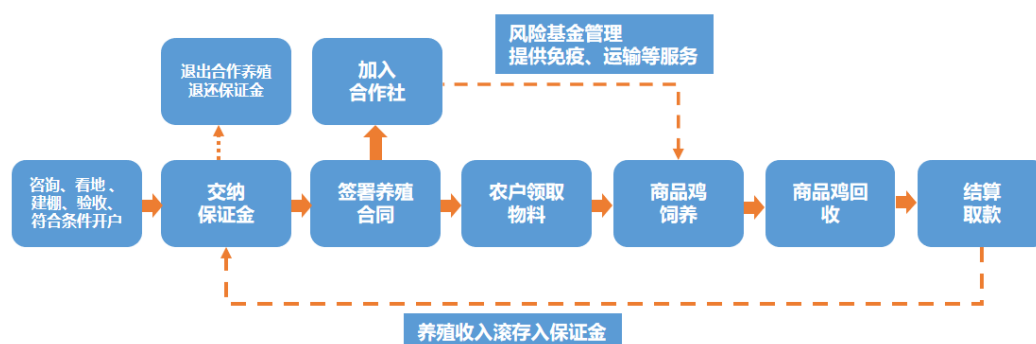 风险基金管理
提供免疫、运输等服务
退出合作养殖
退还保证金
加入
合作社
咨询、看地、
建棚、验收、
符合条件开户
交纳
保证金
签署养殖
合同
农户领取
物料
商品鸡
饲养
商品鸡回
收
结算
取款
养殖收入滚存入保证金